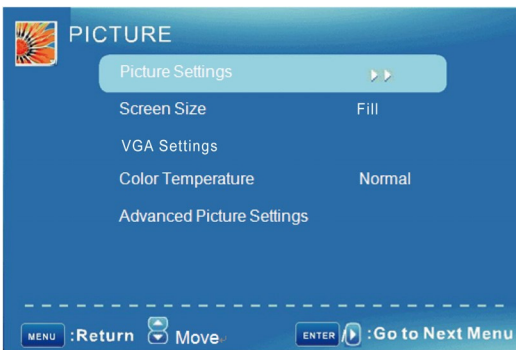 PICTURE
Picture Settings
Screen Size Fill
VGA Settings
Color Temperature Normal
Advanced Picture Settings
MENU :Return Move ENTER / :Go to Next Menu